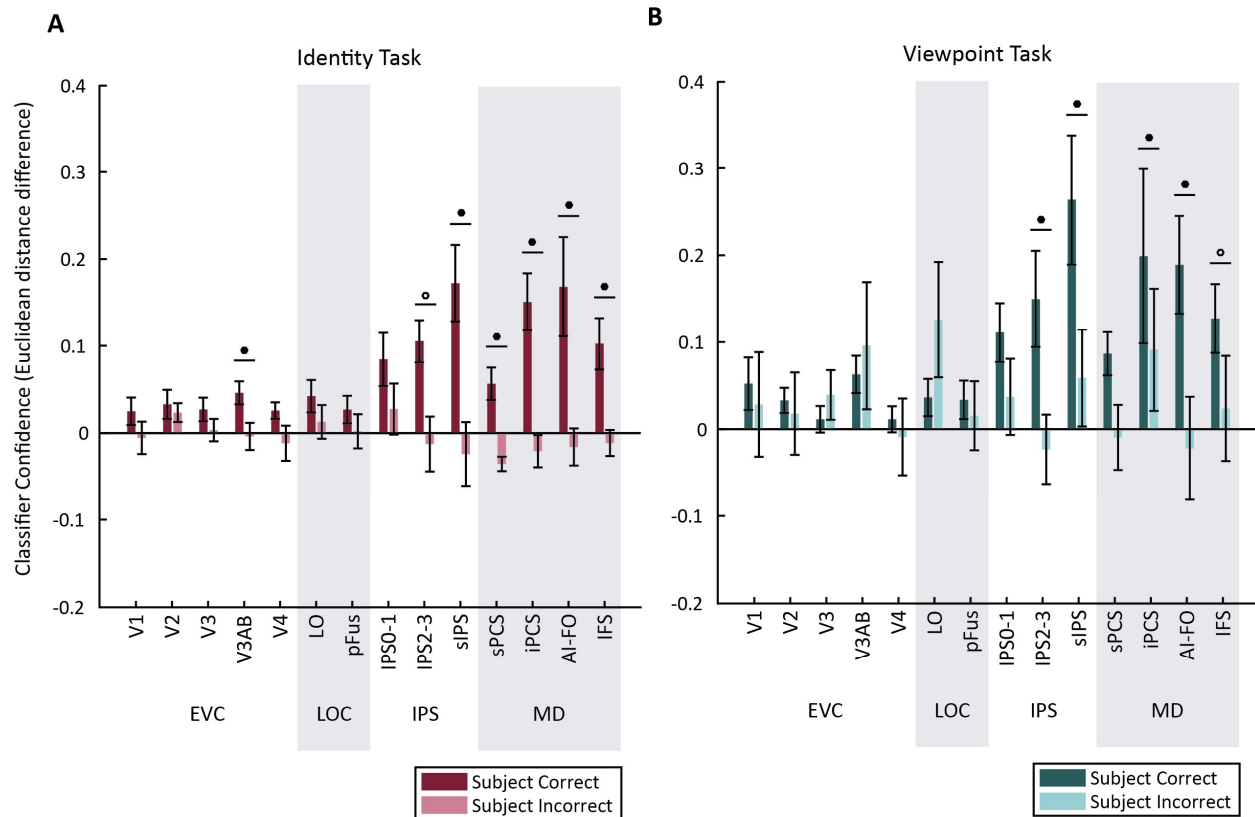 A
Identity Task
Classifier Confidence (Euclidean distance difference)
0.4
0.3
0.2
0.1
0
-0.1
-0.2
V1
V2
V3
V3AB
V4
LO
pFus
IPS0-1
IPS2-3
sIPS
sPCS
iPCS
AI-FO
IFS
EVC
LOC
IPS
MD
Subject Correct
Subject Incorrect
B
Viewpoint Task
0.4
0.3
0.2
0.1
0
-0.1
-0.2
V1
V2
V3
V3AB
V4
LO
pFus
IPS0-1
IPS2-3
sIPS
sPCS
iPCS
AI-FO
IFS
EVC
LOC
IPS
MD
Subject Correct
Subject Incorrect